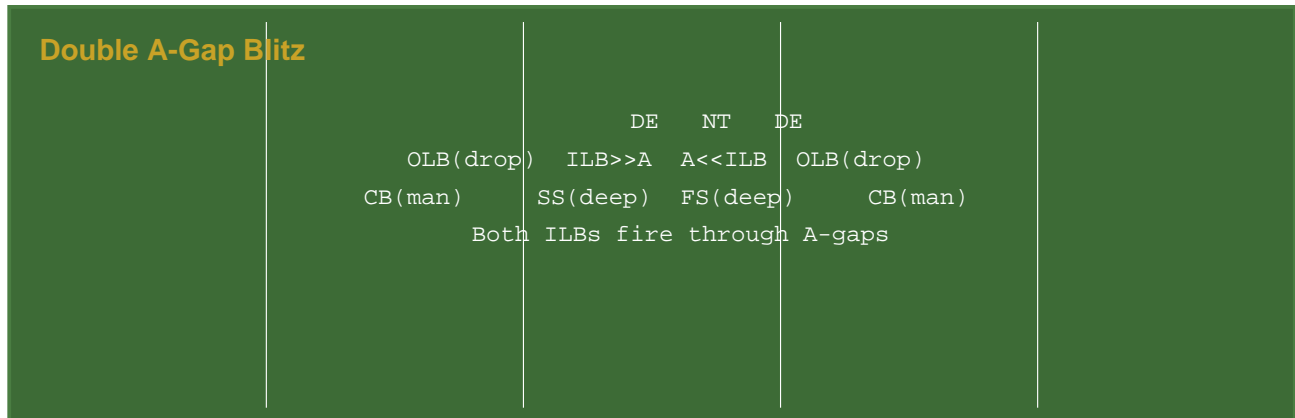 Double A-Gap Blitz
DE NT DE
OLB(drop) ILB>>A A<<ILB OLB(drop)
CB(man) SS(deep) FS(deep) CB(man)
Both ILBs fire through A-gaps